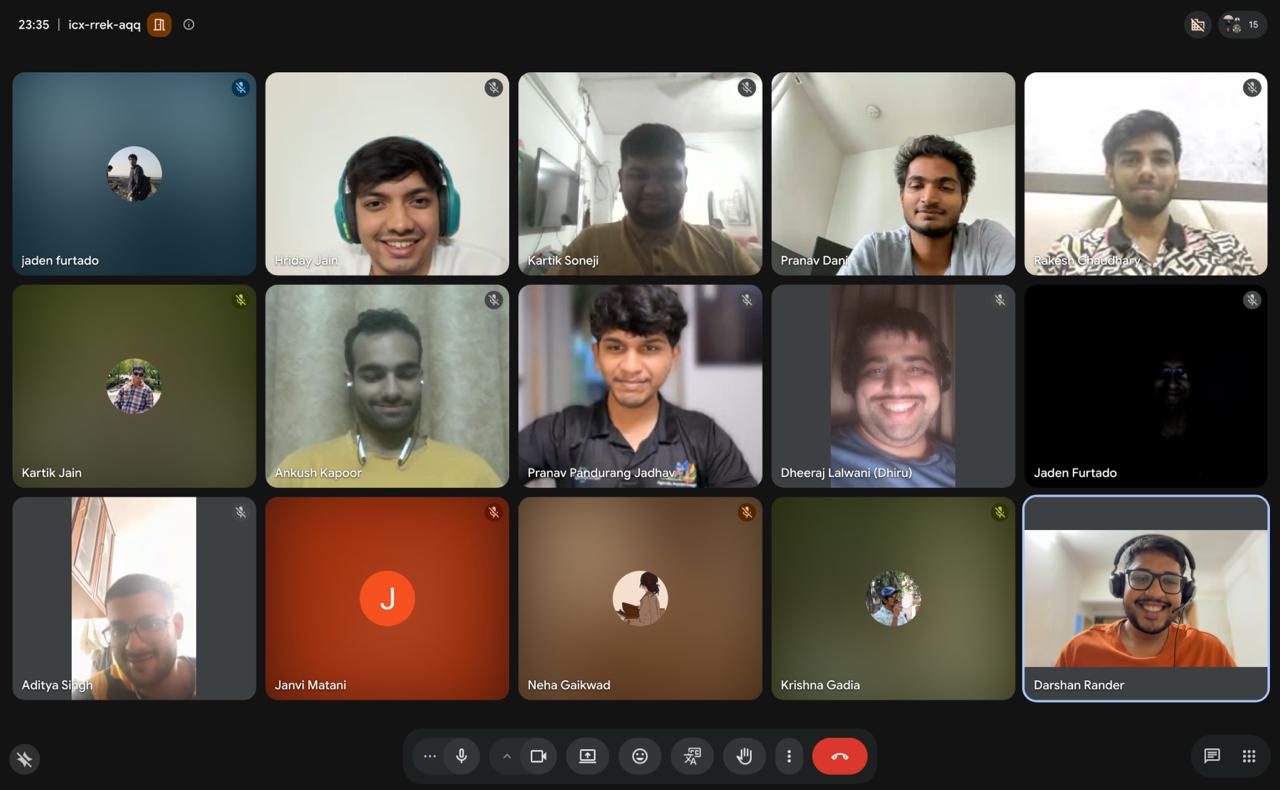 23:35 | icx-rrek-aqq
15
jaden furtado
Hriday Jain
Kartik Soneji
Pranav Dani
Rakesh Chaudhary
Kartik Jain
Ankush Kapoor
Pranav Pandurang Jadhav
Dheeraj Lalwani (Dhiru)
Jaden Furtado
Aditya Singh
J
Janvi Matani
Neha Gaikwad
Krishna Gadia
Darshan Rander